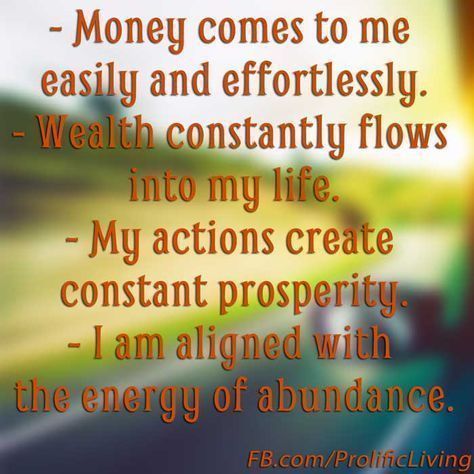 - Money comes to me
easily and effortlessly.
- Wealth constantly flows
into my life.
- My actions create
constant prosperity.
- I am aligned with
the energy of abundance.
FB.com/ProlificLiving